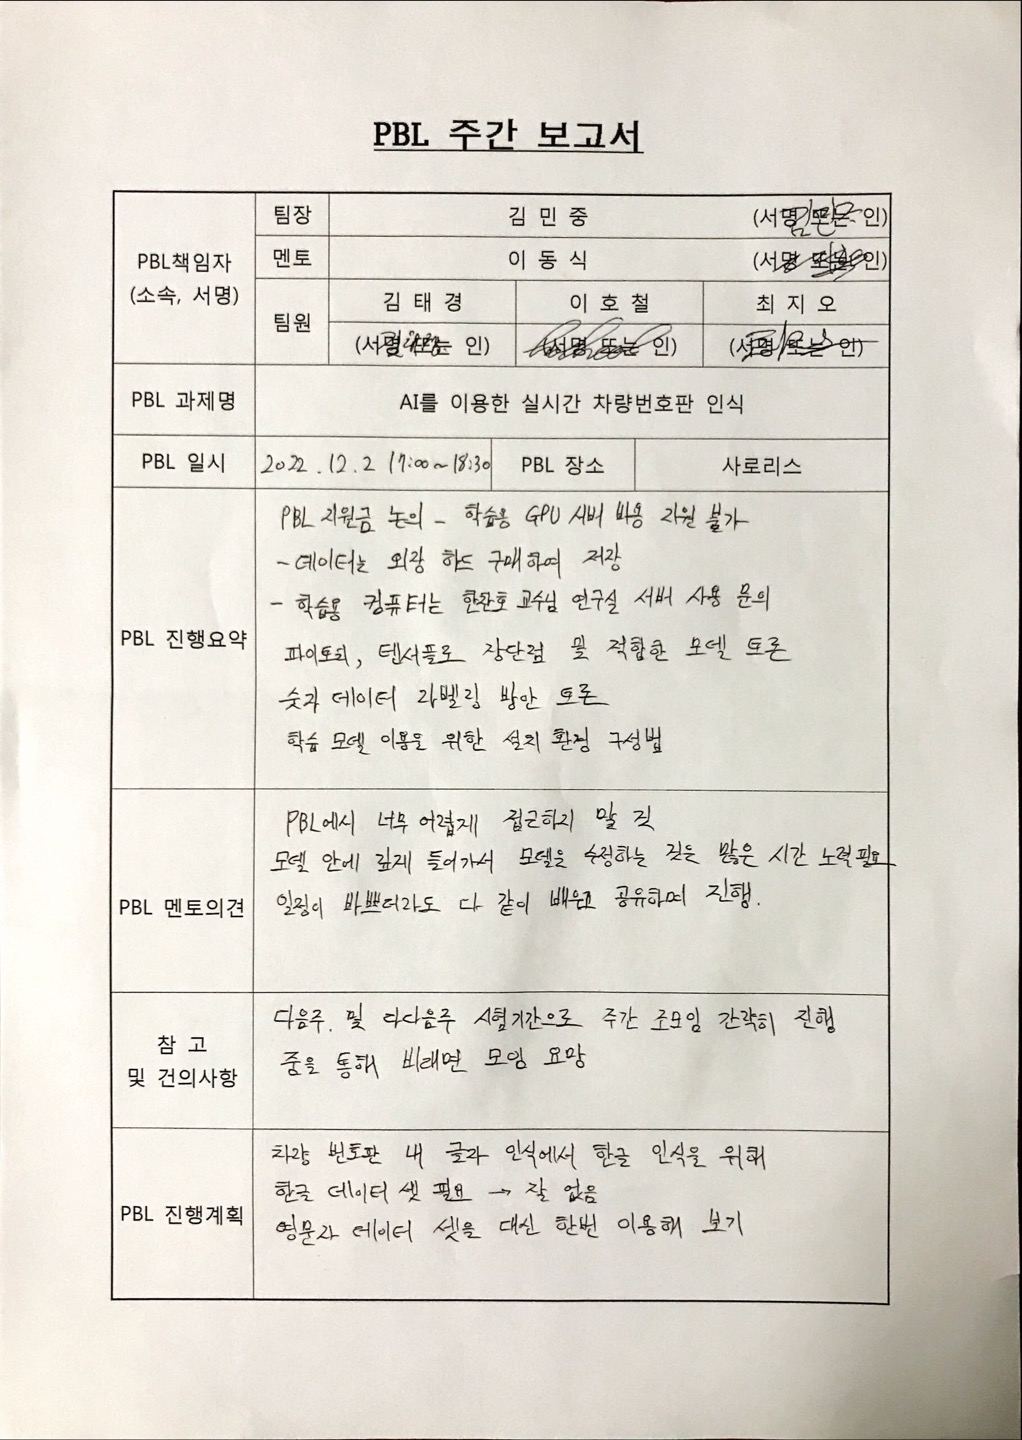 PBL 주간 보고서
PBL책임자
(소속, 서명)
팀장
김 민 중
(서명 또는 인)
멘토
이 동 식
(서명 또는 인)
팀원
김 태 경
이 호 철
최 지 오
(서명 또는 인)
(서명 또는 인)
(서명 또는 인)
PBL 과제명
AI를 이용한 실시간 차량번호판 인식
PBL 일시
2022.12.2 17:00~18:30
PBL 장소
사로리스
PBL 진행요약
PBL 지원금 논의 - 학습용 GPU 서버 비용 지원 불가
- 데이터는 외장 하드 구매하여 저장
- 학습용 컴퓨터는 교수님 연구실 서버 사용 문의
파이토치, 텐서플로 장단점 및 적합한 모델 토론
숫자 데이터 라벨링 방안 토론
학습 모델 이용을 위한 설치 환경 구성법
PBL 멘토의견
PBL에서 너무 어렵게 접근하지 말 것
모델 안에 깊게 들어가서 모델을 수정하는 것은 많은 시간 노력 필요
일정이 바쁘더라도 다 같이 배우고 공유하며 진행.
참 고
및 건의사항
다음주 및 다다음주 시험기간으로 주간 조모임 간략히 진행
줌을 통해 비대면 모임 요망
PBL 진행계획
차량 번호판 내 글자 인식에서 한글 인식을 위해
한글 데이터 셋 필요 → 잘 없음
영문자 데이터 셋을 대신 한번 이용해 보기